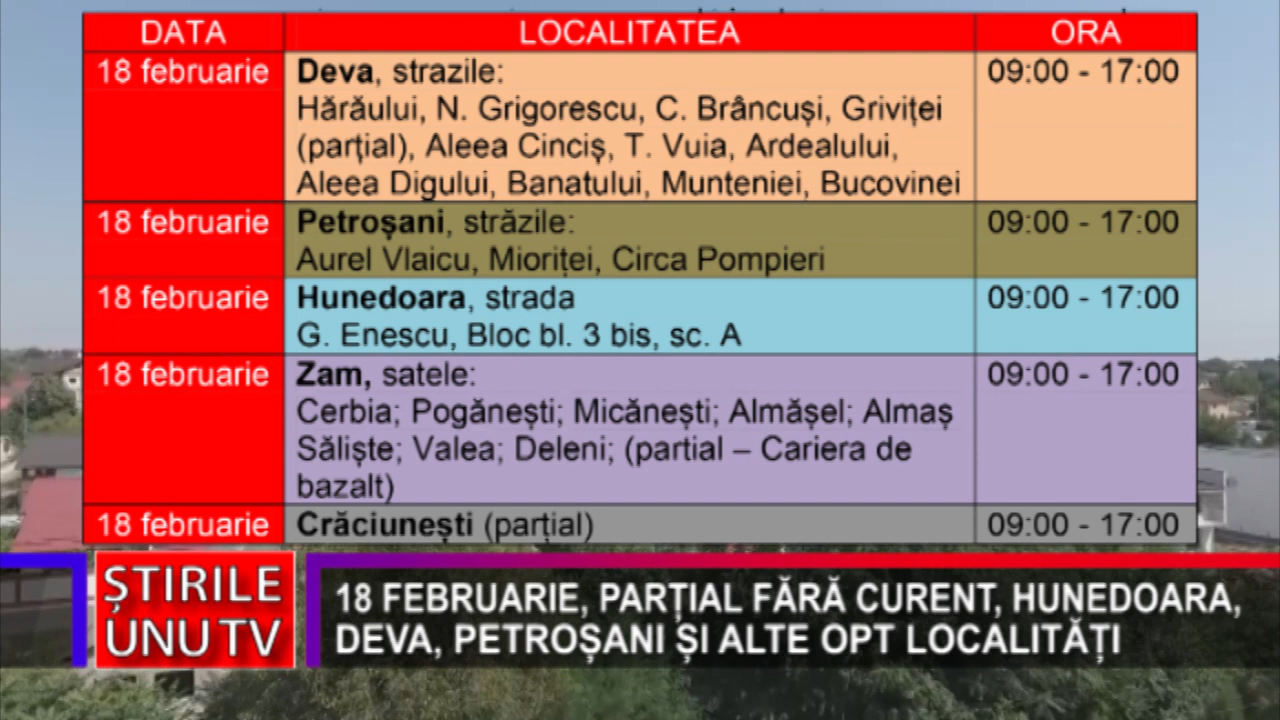 DATA LOCALITATEA ORA
18 februarie Deva, strazile: 09:00 - 17:00
Hărăului, N. Grigorescu, C. Brâncuși, Griviței
(parțial), Aleea Cinciș, T. Vuia, Ardealului,
Aleea Digului, Banatului, Munteniei, Bucovinei
18 februarie Petroșani, străzile: 09:00 - 17:00
Aurel Vlaicu, Mioriței, Circa Pompieri
18 februarie Hunedoara, strada 09:00 - 17:00
G. Enescu, Bloc bl. 3 bis, sc. A
18 februarie Zam, satele: 09:00 - 17:00
Cerbia; Pogănești; Micănești; Almășel; Almaș
Săliște; Valea; Deleni; (partial – Cariera de
bazalt)
18 februarie Crăciunești (parțial) 09:00 - 17:00
ȘTIRILE
UNU TV
18 FEBRUARIE, PARȚIAL FĂRĂ CURENT, HUNEDOARA,
DEVA, PETROȘANI ȘI ALTE OPT LOCALITĂȚI